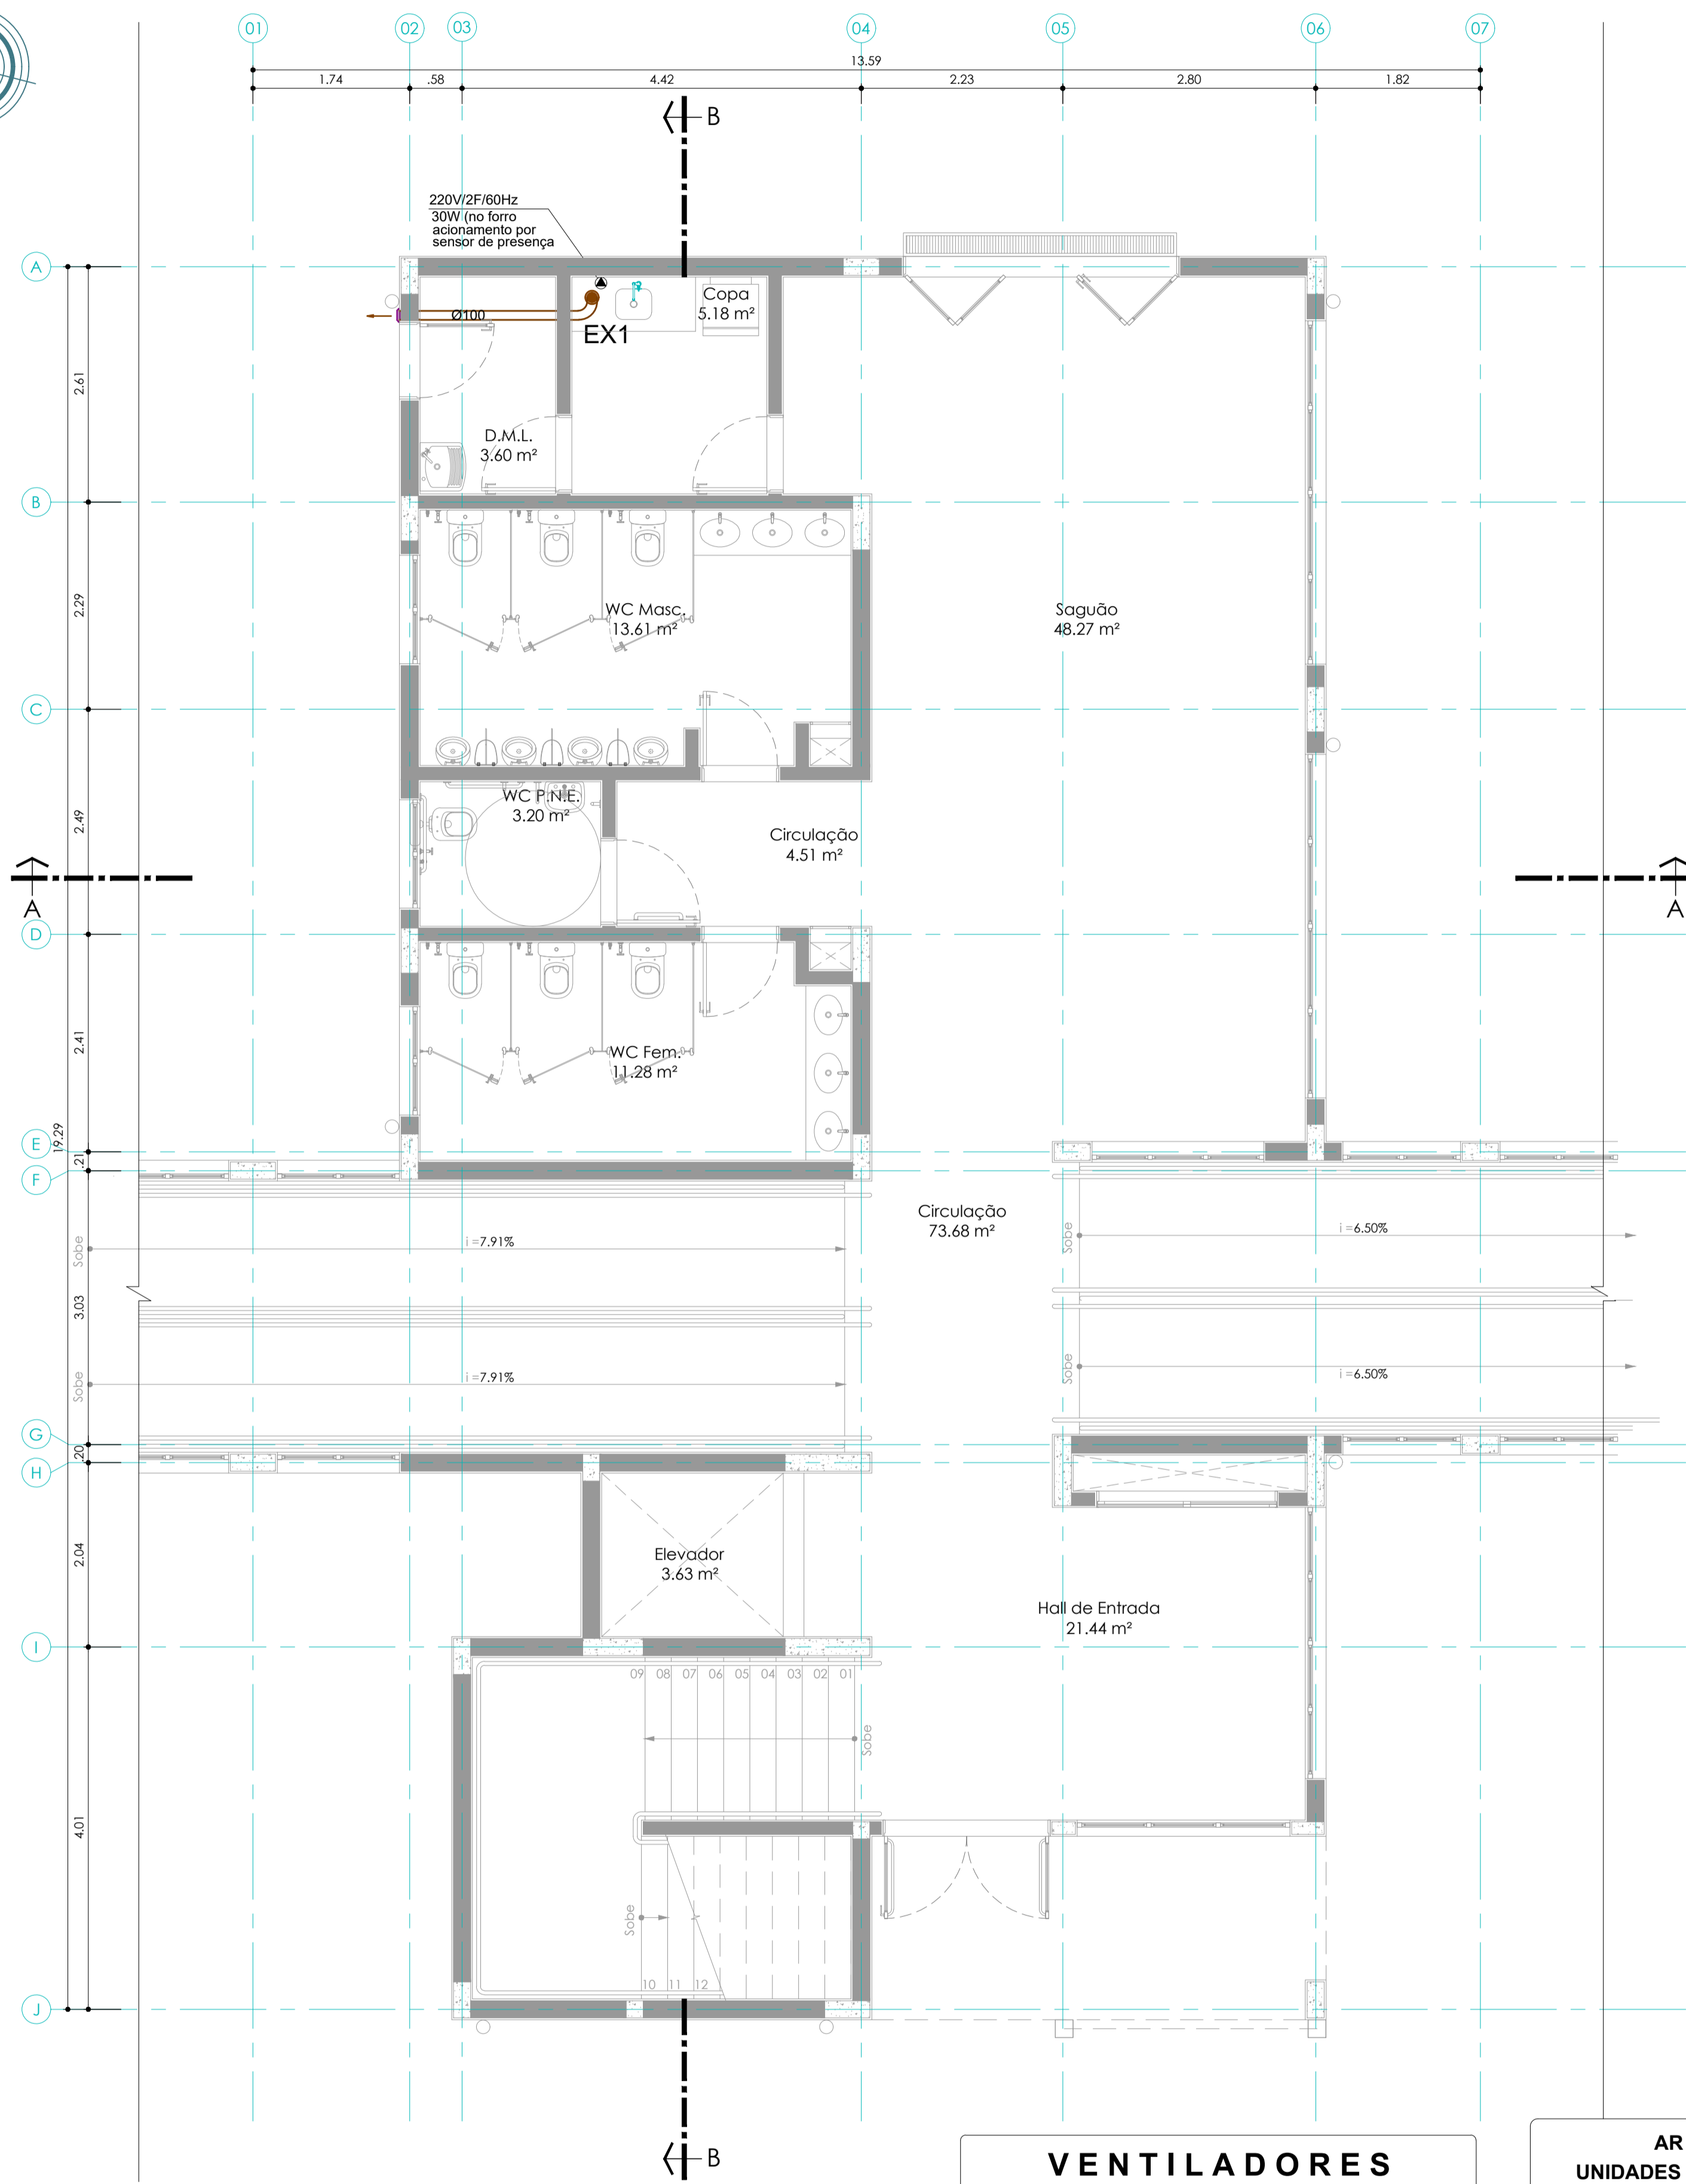 01
02
03
04
05
06
07
13.59
1.74
.58
4.42
2.23
2.80
1.82
B
220V/2F/60Hz
30W (no forro
acionamento por
sensor de presença
A
Ø100
EX1
Copa
5.18 m²
2.61
D.M.L.
3.60 m²
B
2.29
WC Masc.
13.61 m²
Saguão
48.27 m²
C
2.49
WC P.N.E.
3.20 m²
Circulação
4.51 m²
A
A
D
2.41
WC Fem.
11.28 m²
E
19.29
.21
F
Circulação
73.68 m²
Sobe
i =7.91%
Sobe
i =6.50%
3.03
Sobe
i =7.91%
Sobe
i =6.50%
G
.20
H
2.04
Elevador
3.63 m²
Hall de Entrada
21.44 m²
I
09
08
07
06
05
04
03
02
01
Sobe
4.01
Sobe
10
11
12
J
B
VENTILADORES
AR
UNIDADES